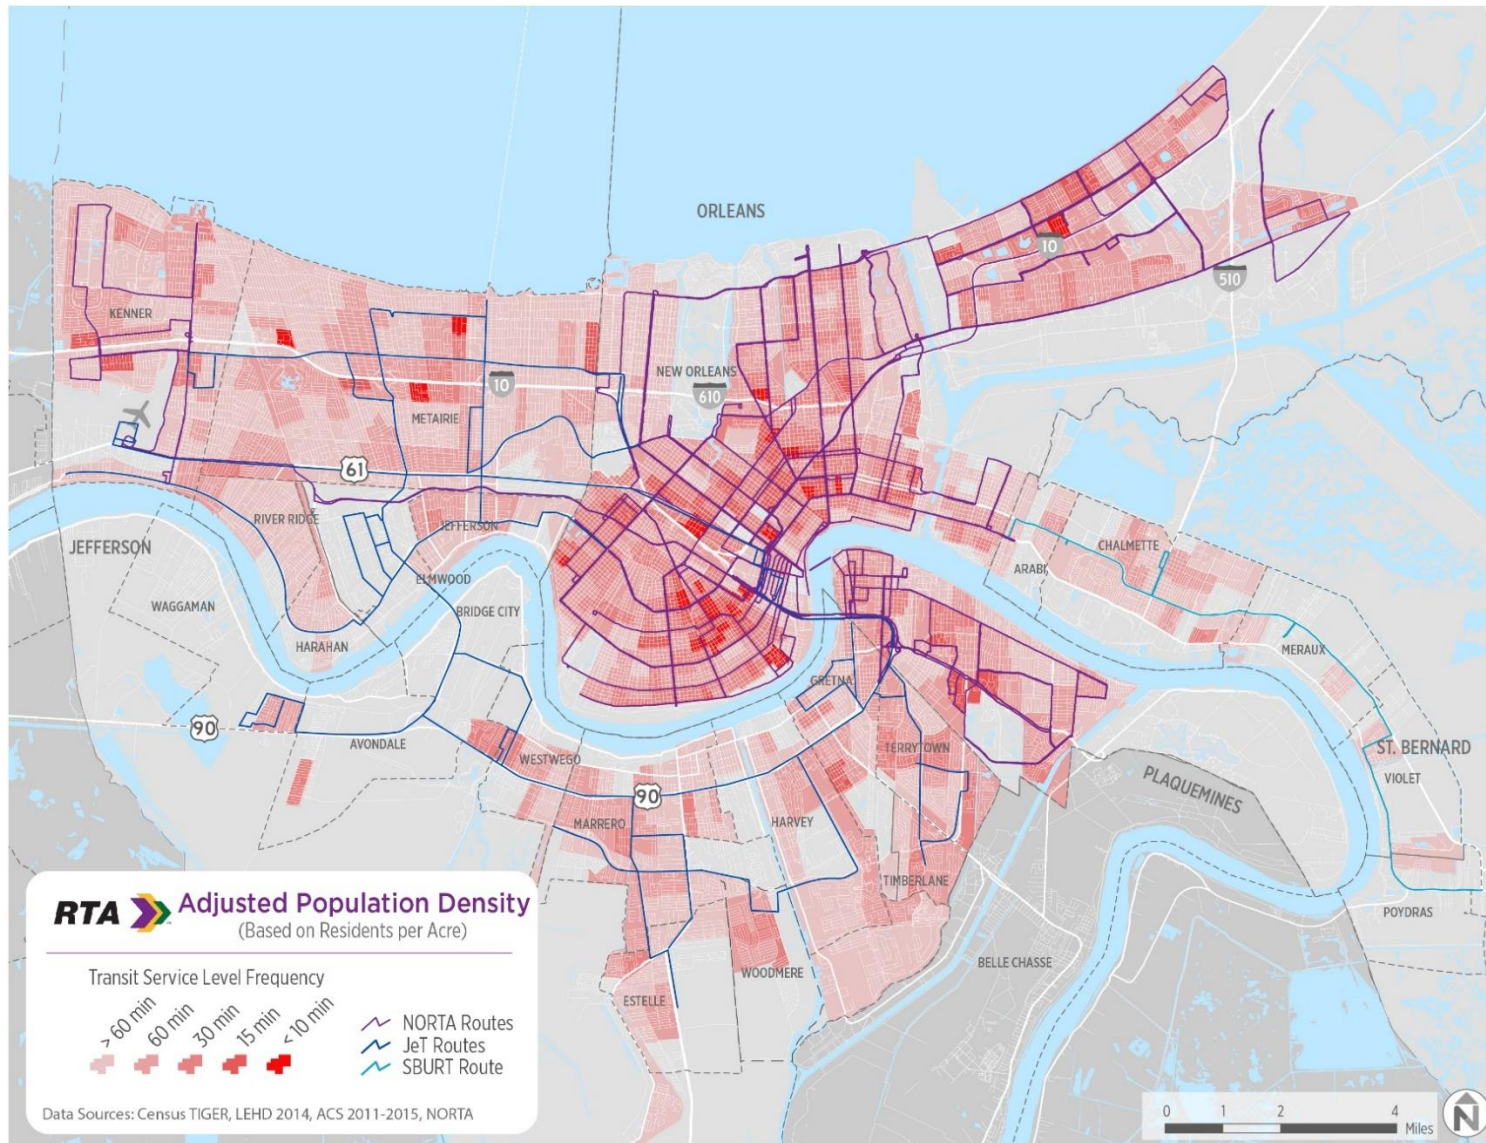 ORLEANS
KENNER
10
510
NEW ORLEANS
610
10
METAIRIE
61
RIVER RIDGE
JEFFERSON
JEFFERSON
ELMWOOD
ARABI
CHALMETTE
WAGGAMAN
BRIDGE CITY
HARAHAN
MERAUX
GRETNA
90
AVONDALE
WESTWEGO
TERRYTOWN
ST. BERNARD
VIOLET
PLAQUEMINES
90
MARRERO
HARVEY
TIMBERLANE
POYDRAS
BELLE CHASSE
WOODMERE
ESTELLE
RTA
Adjusted Population Density
(Based on Residents per Acre)
Transit Service Level Frequency
> 60 min
60 min
30 min
15 min
< 10 min
NORTA Routes
JeT Routes
SBURT Route
Data Sources: Census TIGER, LEHD 2014, ACS 2011-2015, NORTA
0 1 2 4
Miles
N